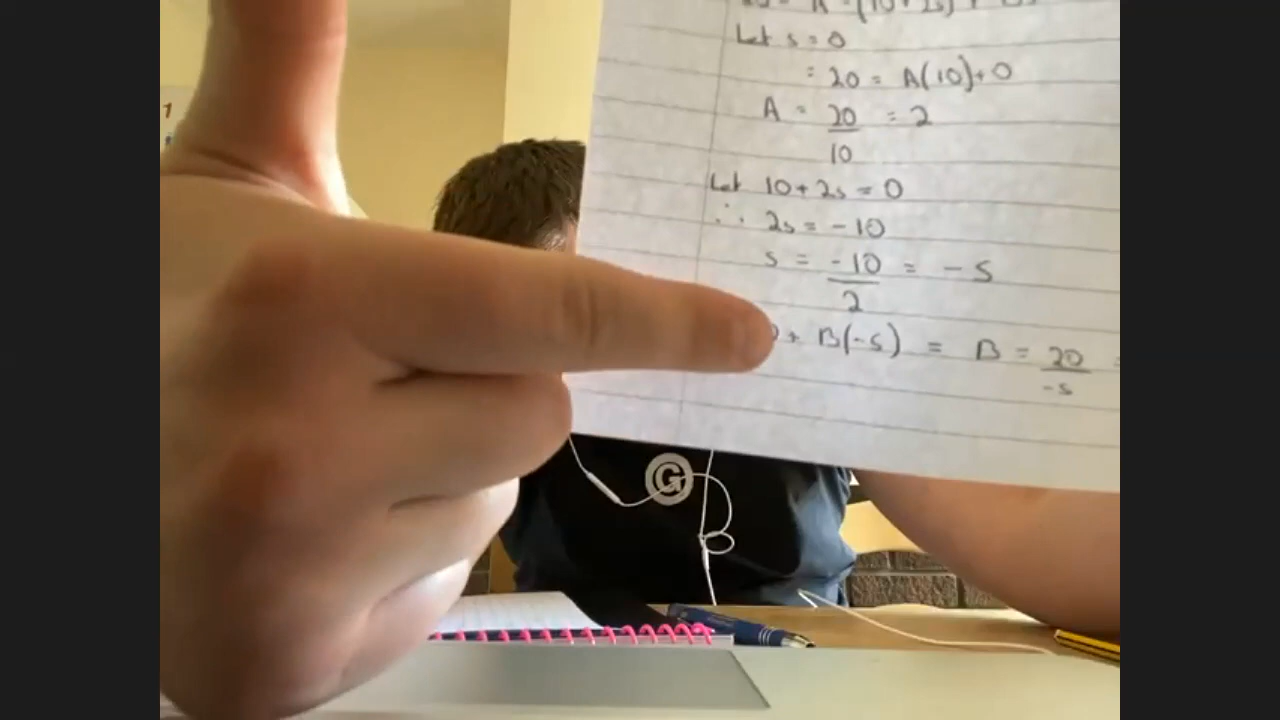 Let s = 0
= 20 = A(10)+0
A = 20/10 = 2
Let 10+2s = 0
∴ 2s = -10
s = -10/2 = -5
+ B(-5) = B = 20/-5 =
G
7